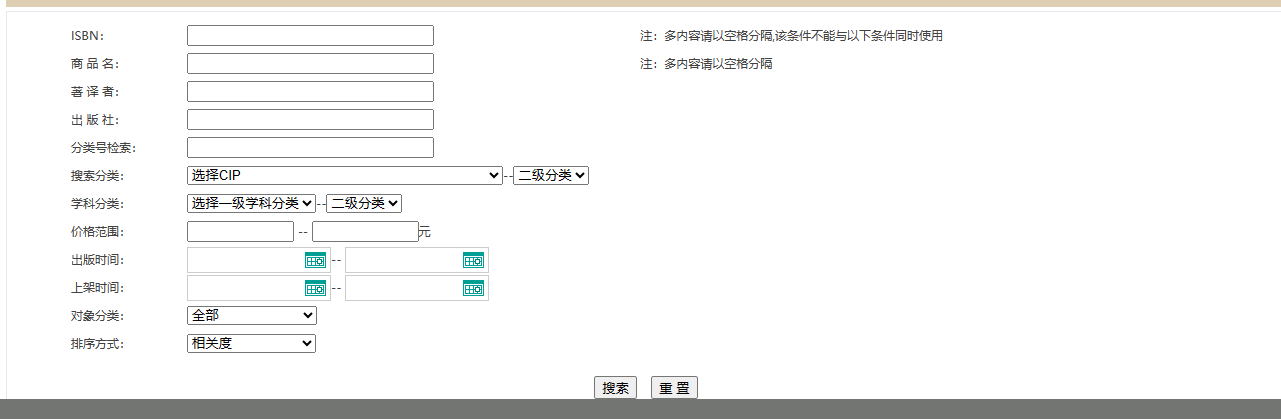 ISBN： 注：多内容请以空格分隔,该条件不能与以下条件同时使用
商 品 名： 注：多内容请以空格分隔
著 译 者：
出 版 社：
分类号检索：
搜索分类： 选择CIP -- 二级分类
学科分类： 选择一级学科分类 -- 二级分类
价格范围： -- 元
出版时间： --
上架时间： --
对象分类： 全部
排序方式： 相关度
搜索 重 置